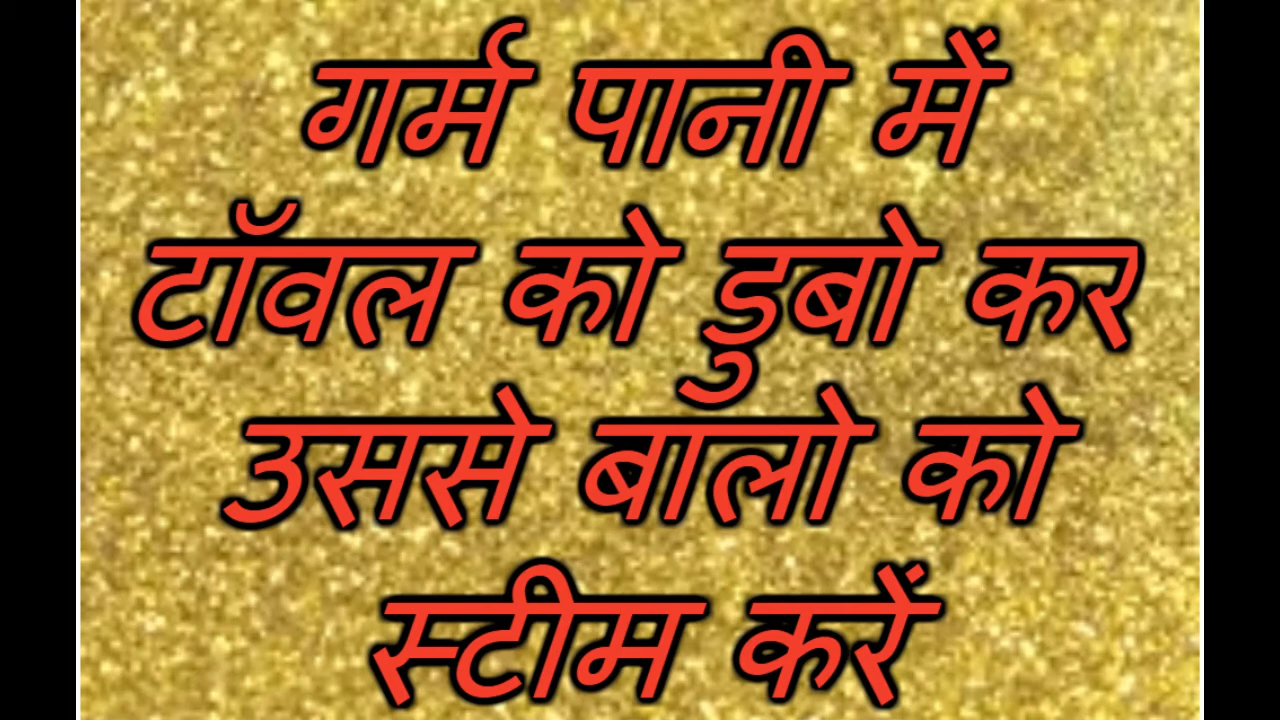 गर्म पानी में
टॉवल को डुबो कर
उससे बालो को
स्टीम करें